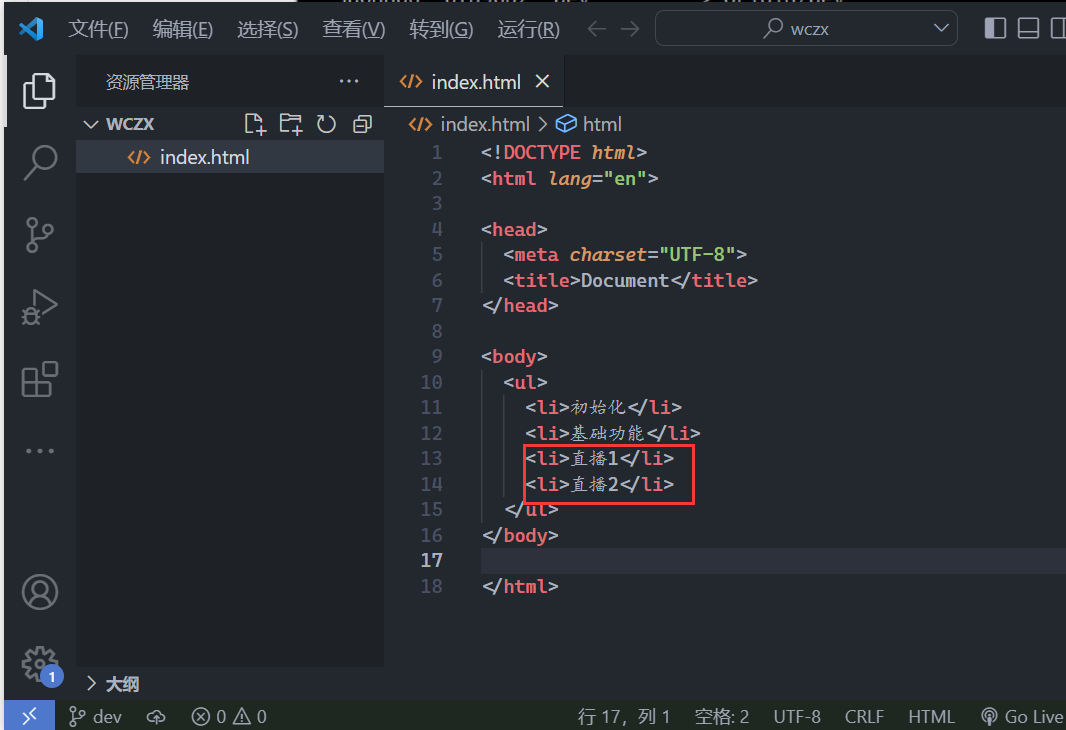 文件(F) 编辑(E) 选择(S) 查看(V) 转到(G) 运行(R) wczx
资源管理器 ··· index.html
WCZX
index.html > html
index.html
1 <!DOCTYPE html>
2 <html lang="en">
3
4 <head>
5 <meta charset="UTF-8">
6 <title>Document</title>
7 </head>
8
9 <body>
10 <ul>
11 <li>初始化</li>
12 <li>基础功能</li>
13 <li>直播1</li>
14 <li>直播2</li>
15 </ul>
16 </body>
17
18 </html>
1
大纲
dev 0 0 行 17，列 1 空格: 2 UTF-8 CRLF HTML Go Live